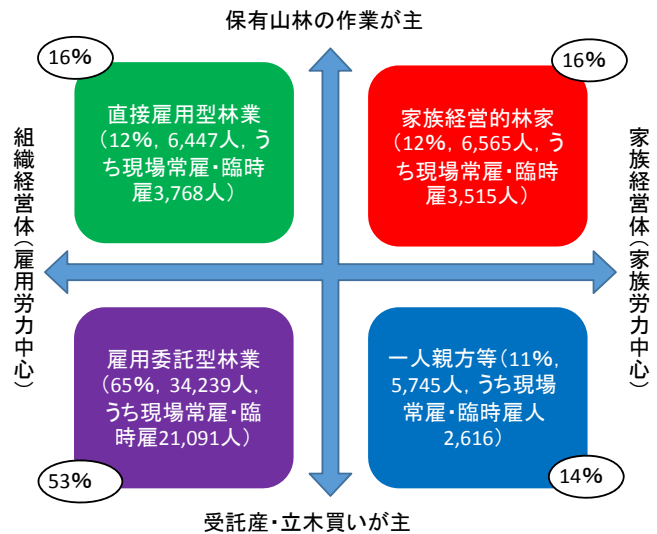 保有山林の作業が主
16%
16%
直接雇用型林業
(12%, 6,447人, う
ち現場常雇・臨時
雇3,768人)
家族経営的林家
(12%, 6,565人, う
ち現場常雇・臨時
雇3,515人)
組織経営体(雇用労力中心)
家族経営体(家族労力中心)
雇用委託型林業
(65%, 34,239人,
うち現場常雇・臨
時雇21,091人)
一人親方等(11%,
5,745人, うち現場
常雇・臨時雇人
2,616)
53%
14%
受託産・立木買いが主